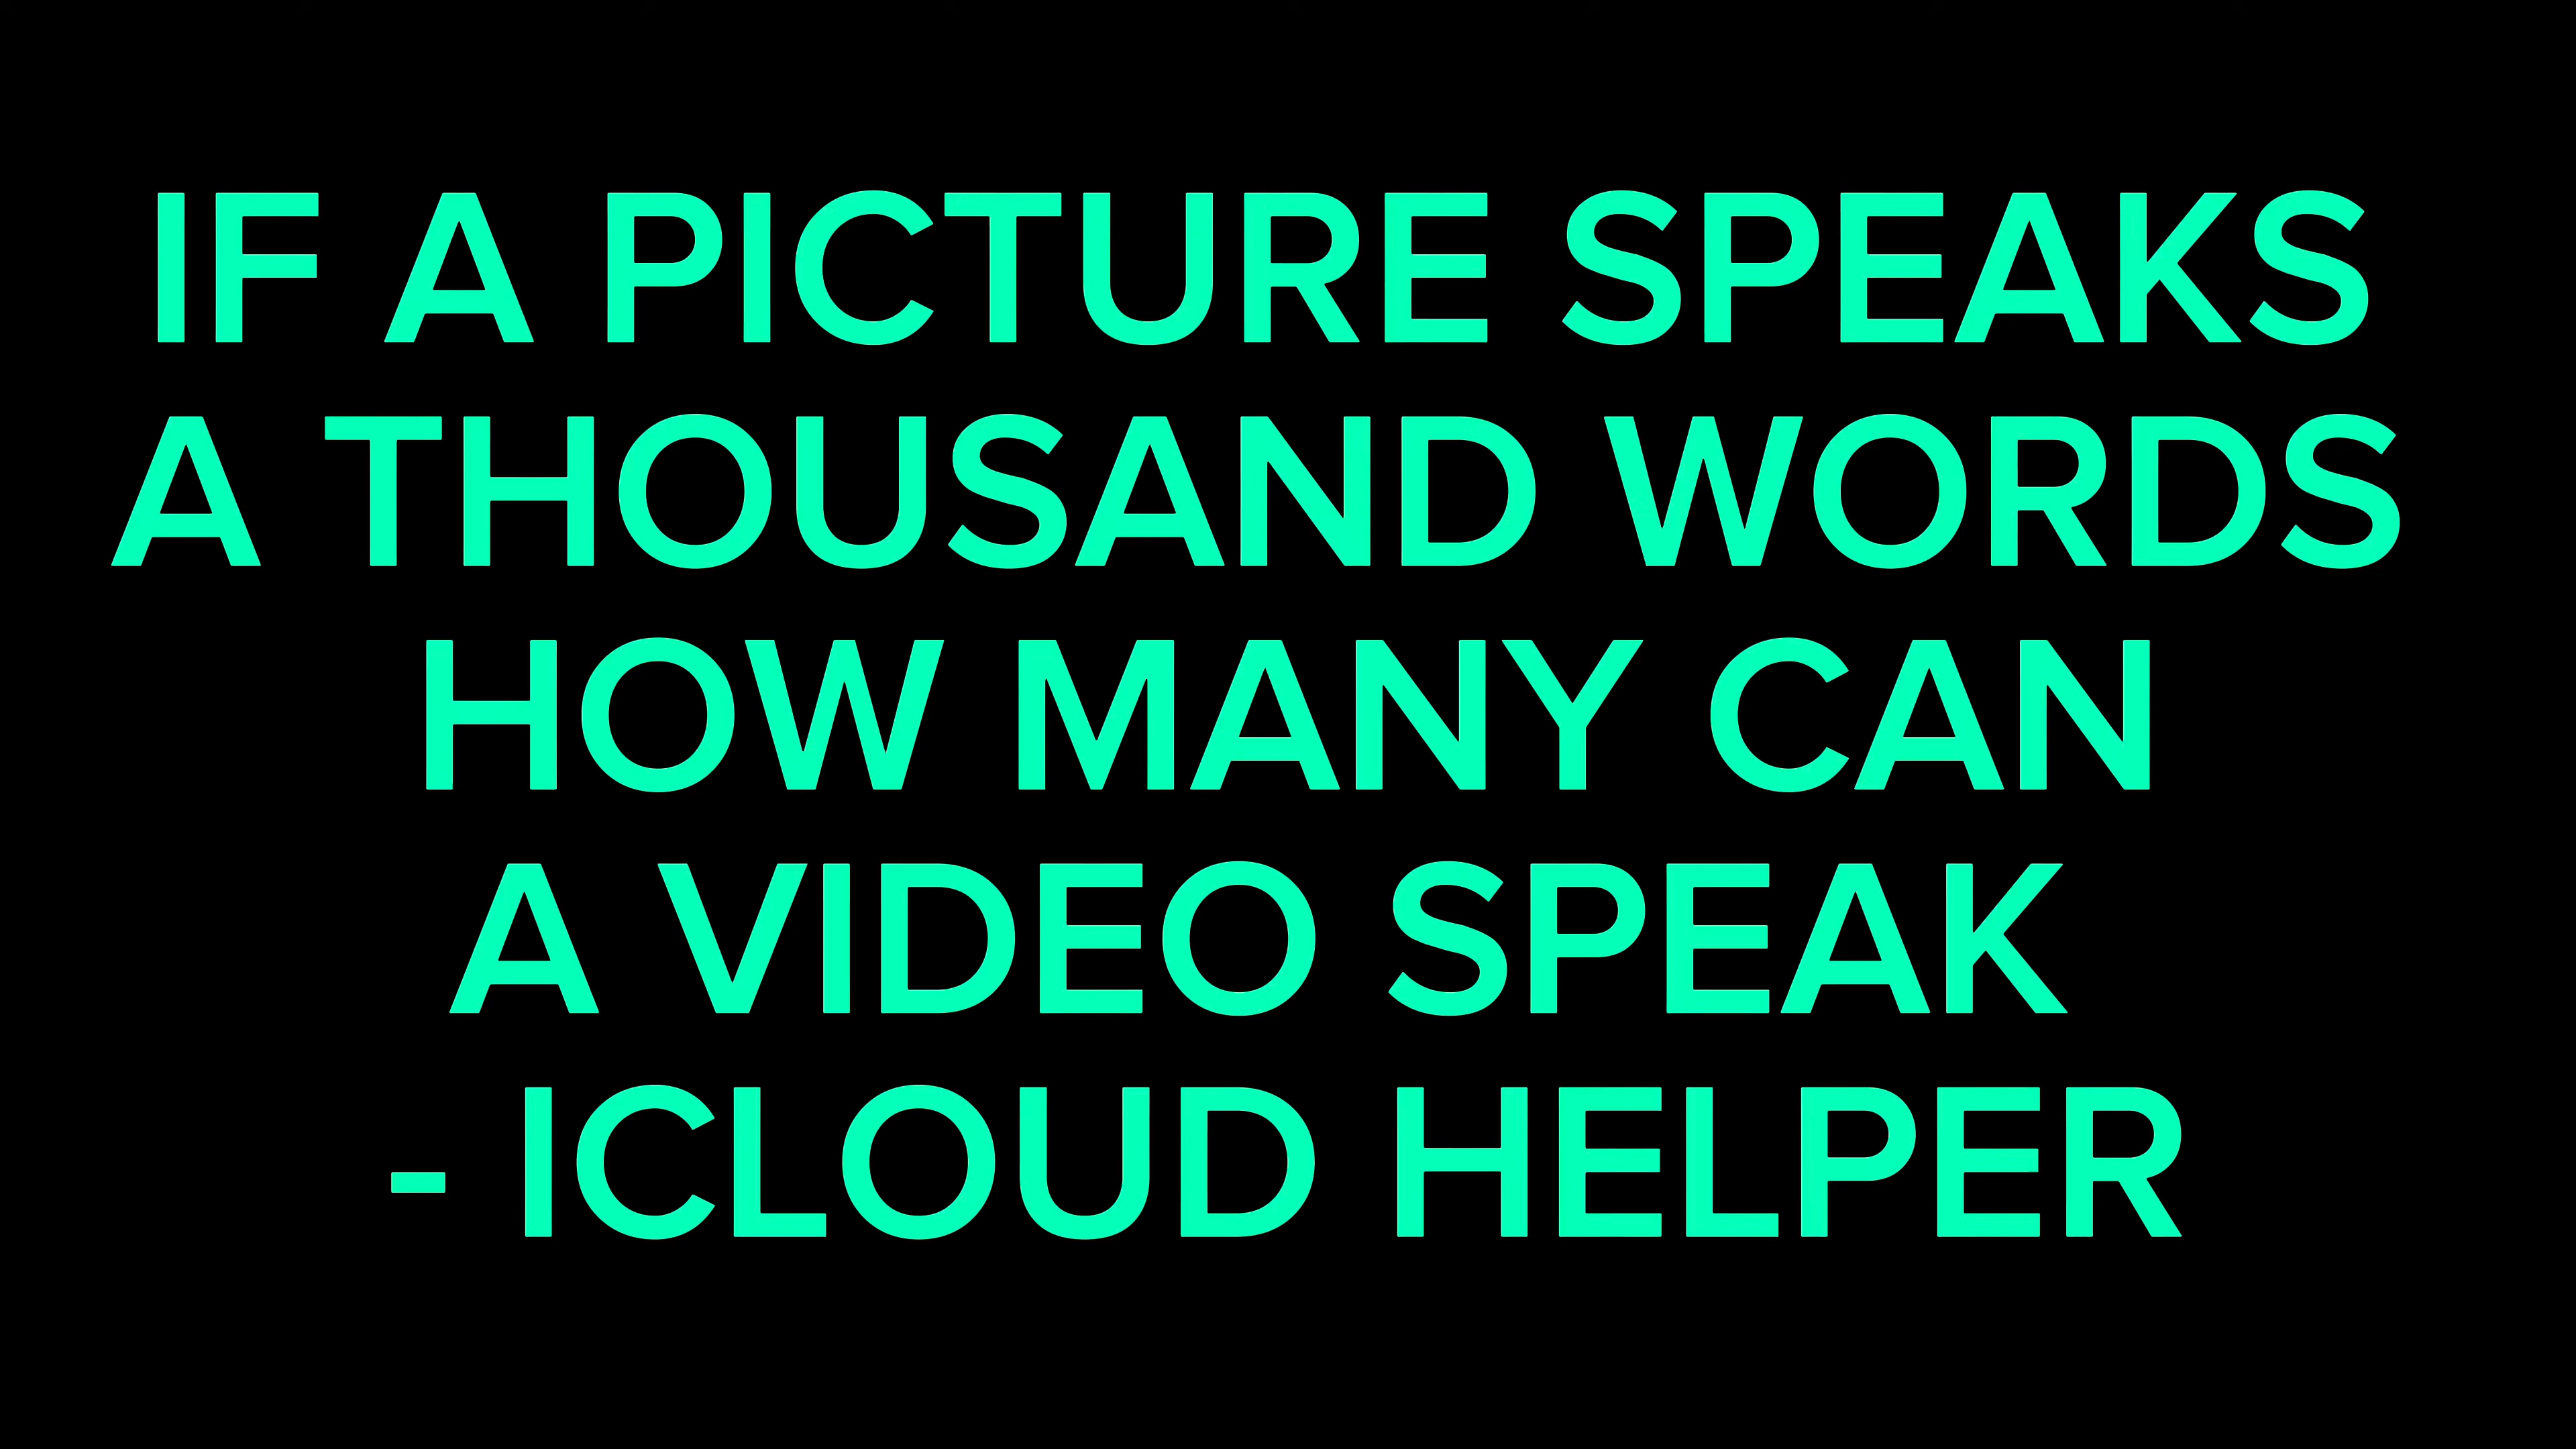 IF A PICTURE SPEAKS
A THOUSAND WORDS
HOW MANY CAN
A VIDEO SPEAK
- ICLOUD HELPER